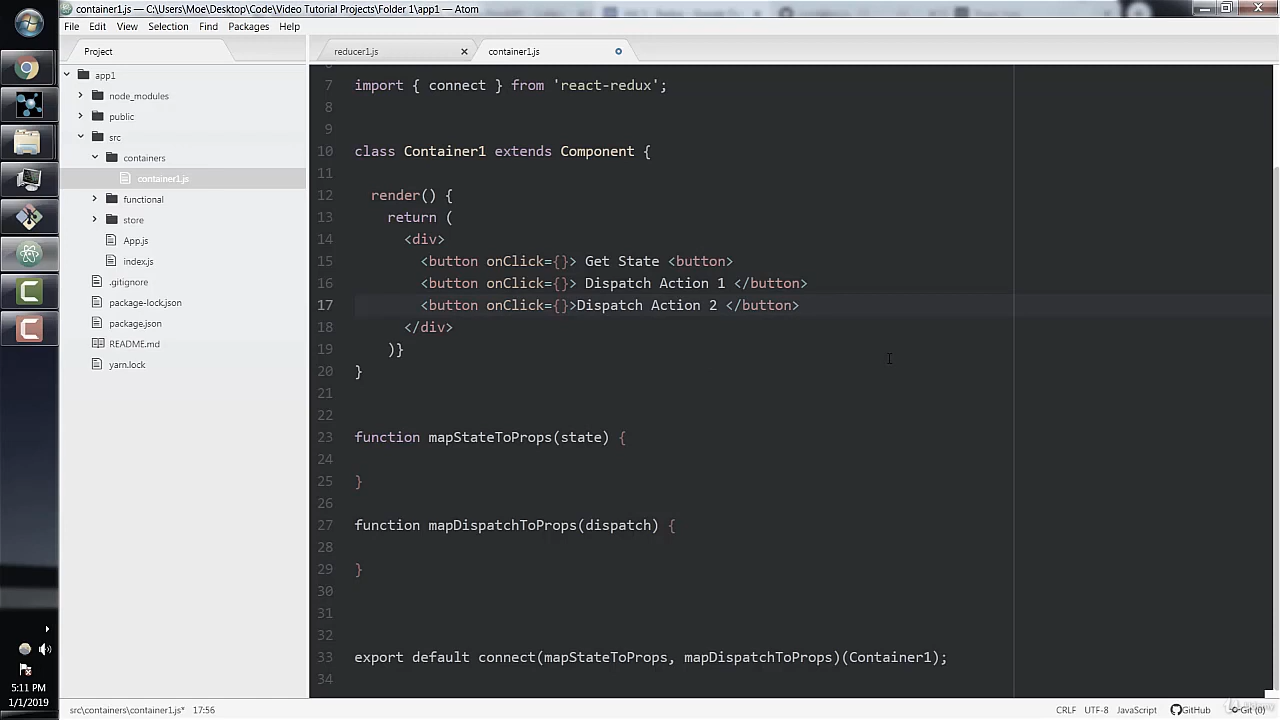 container1.js — C:\Users\Moe\Desktop\Code\Video Tutorial Projects\Folder 1\app1 — Atom
File Edit View Selection Find Packages Help
Project
reducer1.js
container1.js
app1
node_modules
public
src
containers
container1.js
functional
store
App.js
index.js
.gitignore
package-lock.json
package.json
README.md
yarn.lock
7 import { connect } from 'react-redux';
8
9
10 class Container1 extends Component {
11
12 render() {
13 return (
14 <div>
15 <button onClick={}> Get State <button>
16 <button onClick={}> Dispatch Action 1 </button>
17 <button onClick={}>Dispatch Action 2 </button>
18 </div>
19 )}
20 }
21
22
23 function mapStateToProps(state) {
24
25 }
26
27 function mapDispatchToProps(dispatch) {
28
29 }
30
31
32
33 export default connect(mapStateToProps, mapDispatchToProps)(Container1);
34
5:11 PM
1/1/2019
src\containers\container1.js* 17:56
CRLF UTF-8 JavaScript GitHub Git (0)